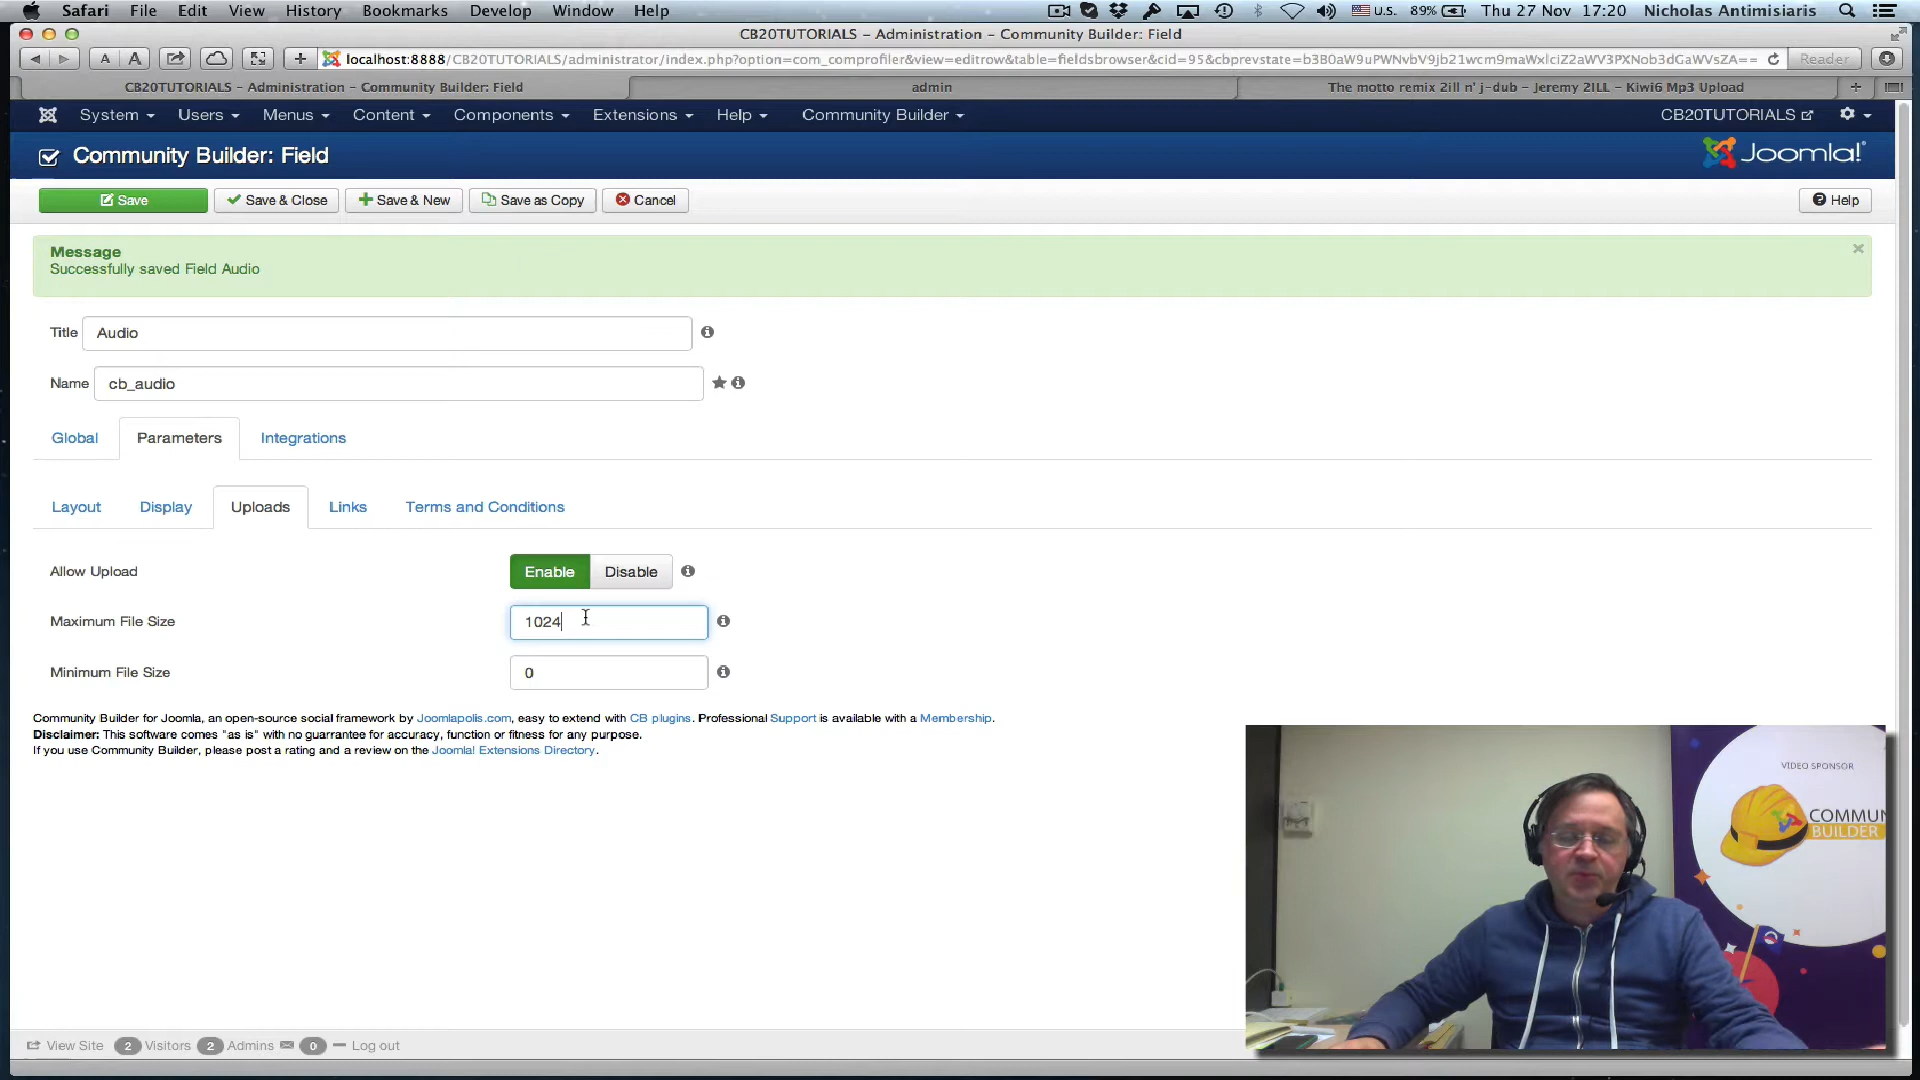 Safari File Edit View History Bookmarks Develop Window Help U.S. 89% Thu 27 Nov 17:20 Nicholas Antimisiaris
CB20TUTORIALS – Administration – Community Builder: Field
A A + localhost:8888/CB20TUTORIALS/administrator/index.php?option=com_comprofiler&view=editrow&table=fieldsbrowser&cid=95&cbprevstate=b3B0aW9uPWNvbV9jb21wcm9maWxlciZ2aWV3PXNob3dGaWVsZA== Reader
CB20TUTORIALS – Administration – Community Builder: Field admin The motto remix 2ill n' j-dub – Jeremy 2ILL – Kiwi6 Mp3 Upload +
System Users Menus Content Components Extensions Help Community Builder CB20TUTORIALS
Community Builder: Field Joomla!
Save Save & Close Save & New Save as Copy Cancel Help
Message ×
Successfully saved Field Audio
Title Audio
Name cb_audio
Global Parameters Integrations
Layout Display Uploads Links Terms and Conditions
Allow Upload Enable Disable
Maximum File Size 1024
Minimum File Size 0
Community Builder for Joomla, an open-source social framework by Joomlapolis.com, easy to extend with CB plugins. Professional Support is available with a Membership.
Disclaimer: This software comes "as is" with no guarrantee for accuracy, function or fitness for any purpose.
If you use Community Builder, please post a rating and a review on the Joomla! Extensions Directory.
VIDEO SPONSOR
COMMUN
BUILDER
View Site 2 Visitors 2 Admins 0 Log out